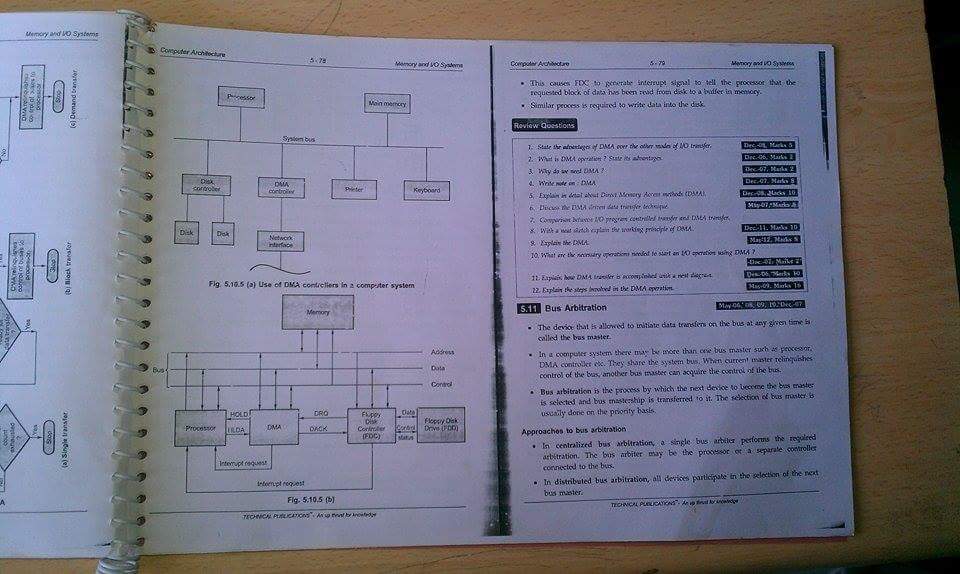 Memory and I/O Systems
No
DMA relinquishes
control of buses to
processor.
Stop
(c) Demand transfer
Yes
DMA relinquishes
control of buses to
processor.
Stop
(b) Block transfer
Yes
count
exhausted
?
Yes
Stop
(a) Single transfer
Computer Architecture
5 - 78
Memory and I/O Systems
Processor
Main memory
System bus
Disk
controller
DMA
controller
Printer
Keyboard
Disk
Disk
Network
interface
Fig. 5.10.5 (a) Use of DMA controllers in a computer system
Memory
Address
Bus
Data
Control
Processor
HOLD
HLDA
DMA
DRQ
DACK
Floppy
Disk
Controller
(FDC)
Data
Control
status
Floppy Disk
Drive (FDD)
Interrupt request
Interrupt request
Fig. 5.10.5 (b)
TECHNICAL PUBLICATIONS™ - An up thrust for knowledge
Computer Architecture
5 - 79
Memory and I/O Systems
• This causes FDC to generate interrupt signal to tell the processor that the
requested block of data has been read from disk to a buffer in memory.
• Similar process is required to write data into the disk.
Review Questions
1. State the advantages of DMA over the other modes of I/O transfer. Dec.-08, Marks 5
2. What is DMA operation ? State its advantages. Dec.-06, Marks 2
3. Why do we need DMA ? Dec.-07, Marks 2
4. Write note on : DMA Dec.-07, Marks 8
5. Explain in detail about Direct Memory Access methods (DMA). Dec.-08, Marks 10
6. Discuss the DMA driven data transfer technique. May-07, Marks
7. Comparison between I/O program controlled transfer and DMA transfer.
8. With a neat sketch explain the working principle of DMA. Dec.-11, Marks 10
9. Explain the DMA. May-12, Marks 8
10. What are the necessary operations needed to start an I/O operation using DMA ?
Dec.-07, Marks
11. Explain how DMA transfer is accomplished with a neat diagram. Dec.-06, Marks 10
12. Explain the steps involved in the DMA operation. May-09, Marks 16
5.11 Bus Arbitration May-06, 08, 09, 10, Dec.-07
• The device that is allowed to initiate data transfers on the bus at any given time is
called the bus master.
• In a computer system there may be more than one bus master such as processor,
DMA controller etc. They share the system bus. When current master relinquishes
control of the bus, another bus master can acquire the control of the bus.
• Bus arbitration is the process by which the next device to become the bus master
is selected and bus mastership is transferred to it. The selection of bus master is
usually done on the priority basis.
Approaches to bus arbitration
• In centralized bus arbitration, a single bus arbiter performs the required
arbitration. The bus arbiter may be the processor or a separate controller
connected to the bus.
• In distributed bus arbitration, all devices participate in the selection of the next
bus master.
TECHNICAL PUBLICATIONS™ - An up thrust for knowledge